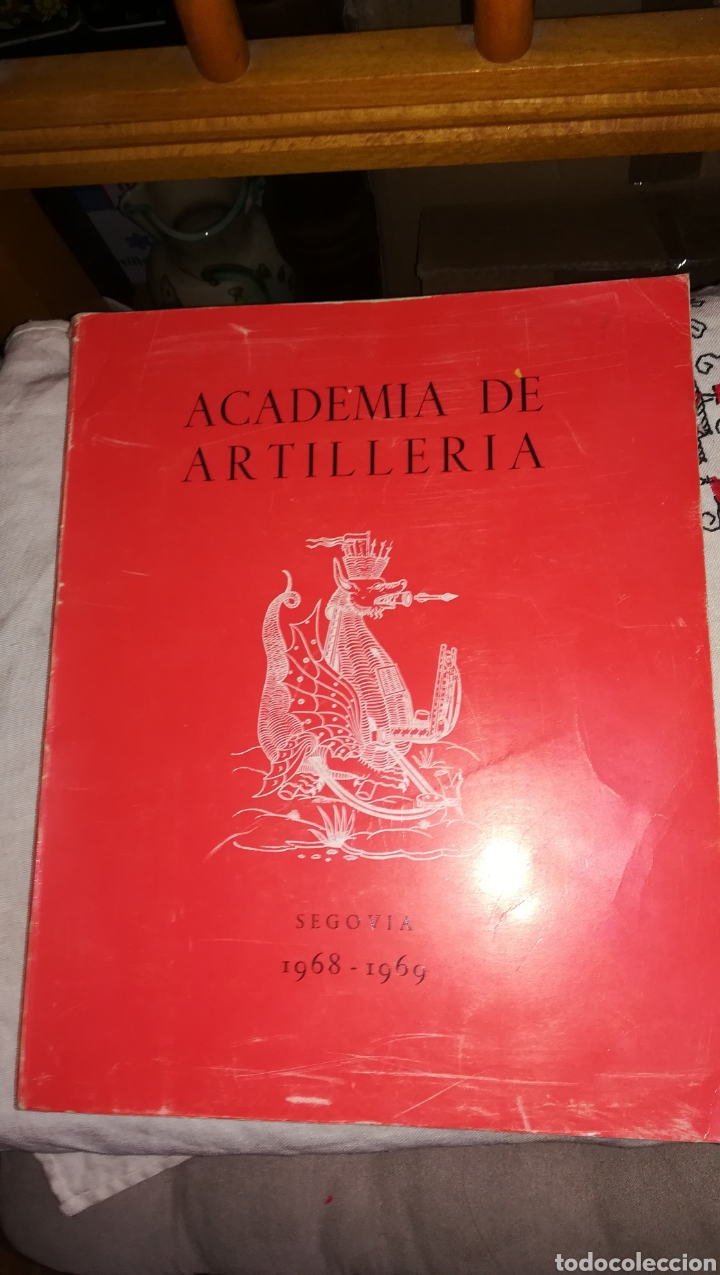 ACADEMIA DE
ARTILLERIA
SEGOVIA
1968 - 1969
todocoleccion